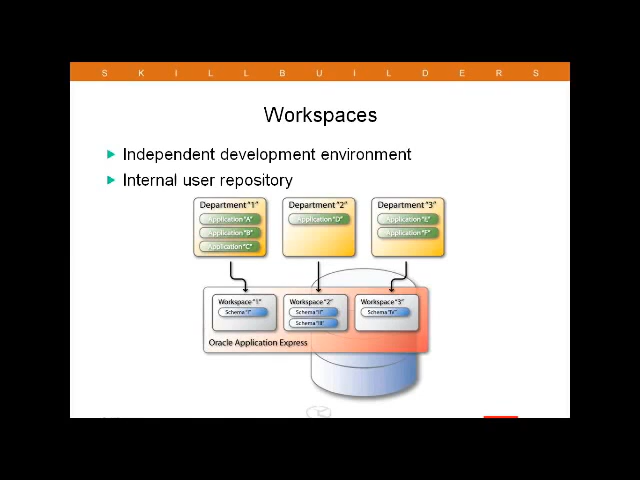 SKILLBUILDERS
Workspaces
Independent development environment
Internal user repository
Department "1"
Application "A"
Application "B"
Application "C"
Department "2"
Application "D"
Department "3"
Application "E"
Application "F"
Workspace "1"
Schema "I"
Workspace "2"
Schema "II"
Schema "III"
Workspace "3"
Schema "IV"
Oracle Application Express